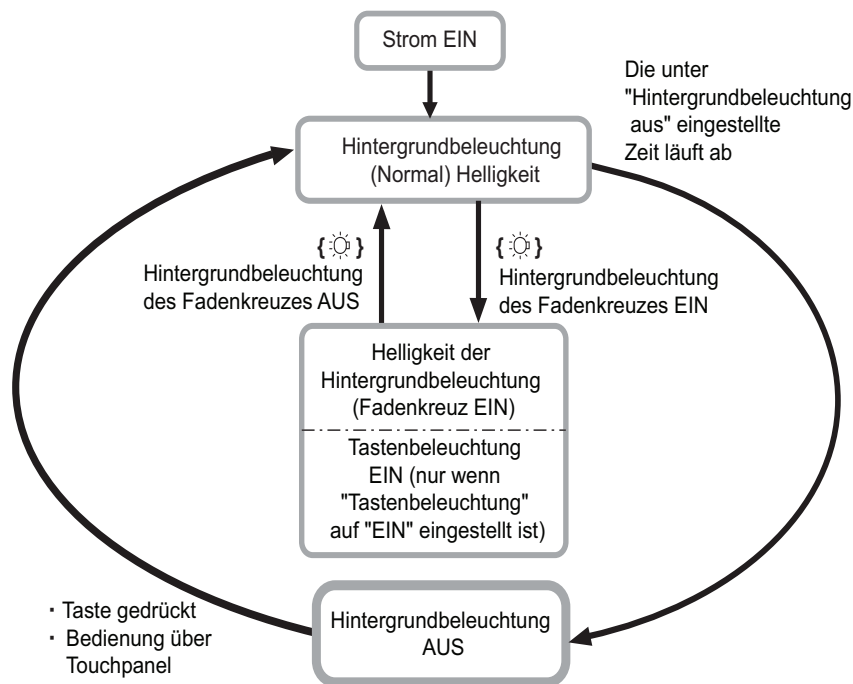 Strom EIN
Die unter
"Hintergrundbeleuchtung
aus" eingestellte
Zeit läuft ab
Hintergrundbeleuchtung
(Normal) Helligkeit
{ }
Hintergrundbeleuchtung
des Fadenkreuzes AUS
{ }
Hintergrundbeleuchtung
des Fadenkreuzes EIN
Helligkeit der
Hintergrundbeleuchtung
(Fadenkreuz EIN)
Tastenbeleuchtung
EIN (nur wenn
"Tastenbeleuchtung"
auf "EIN" eingestellt ist)
・ Taste gedrückt
・ Bedienung über
Touchpanel
Hintergrundbeleuchtung
AUS